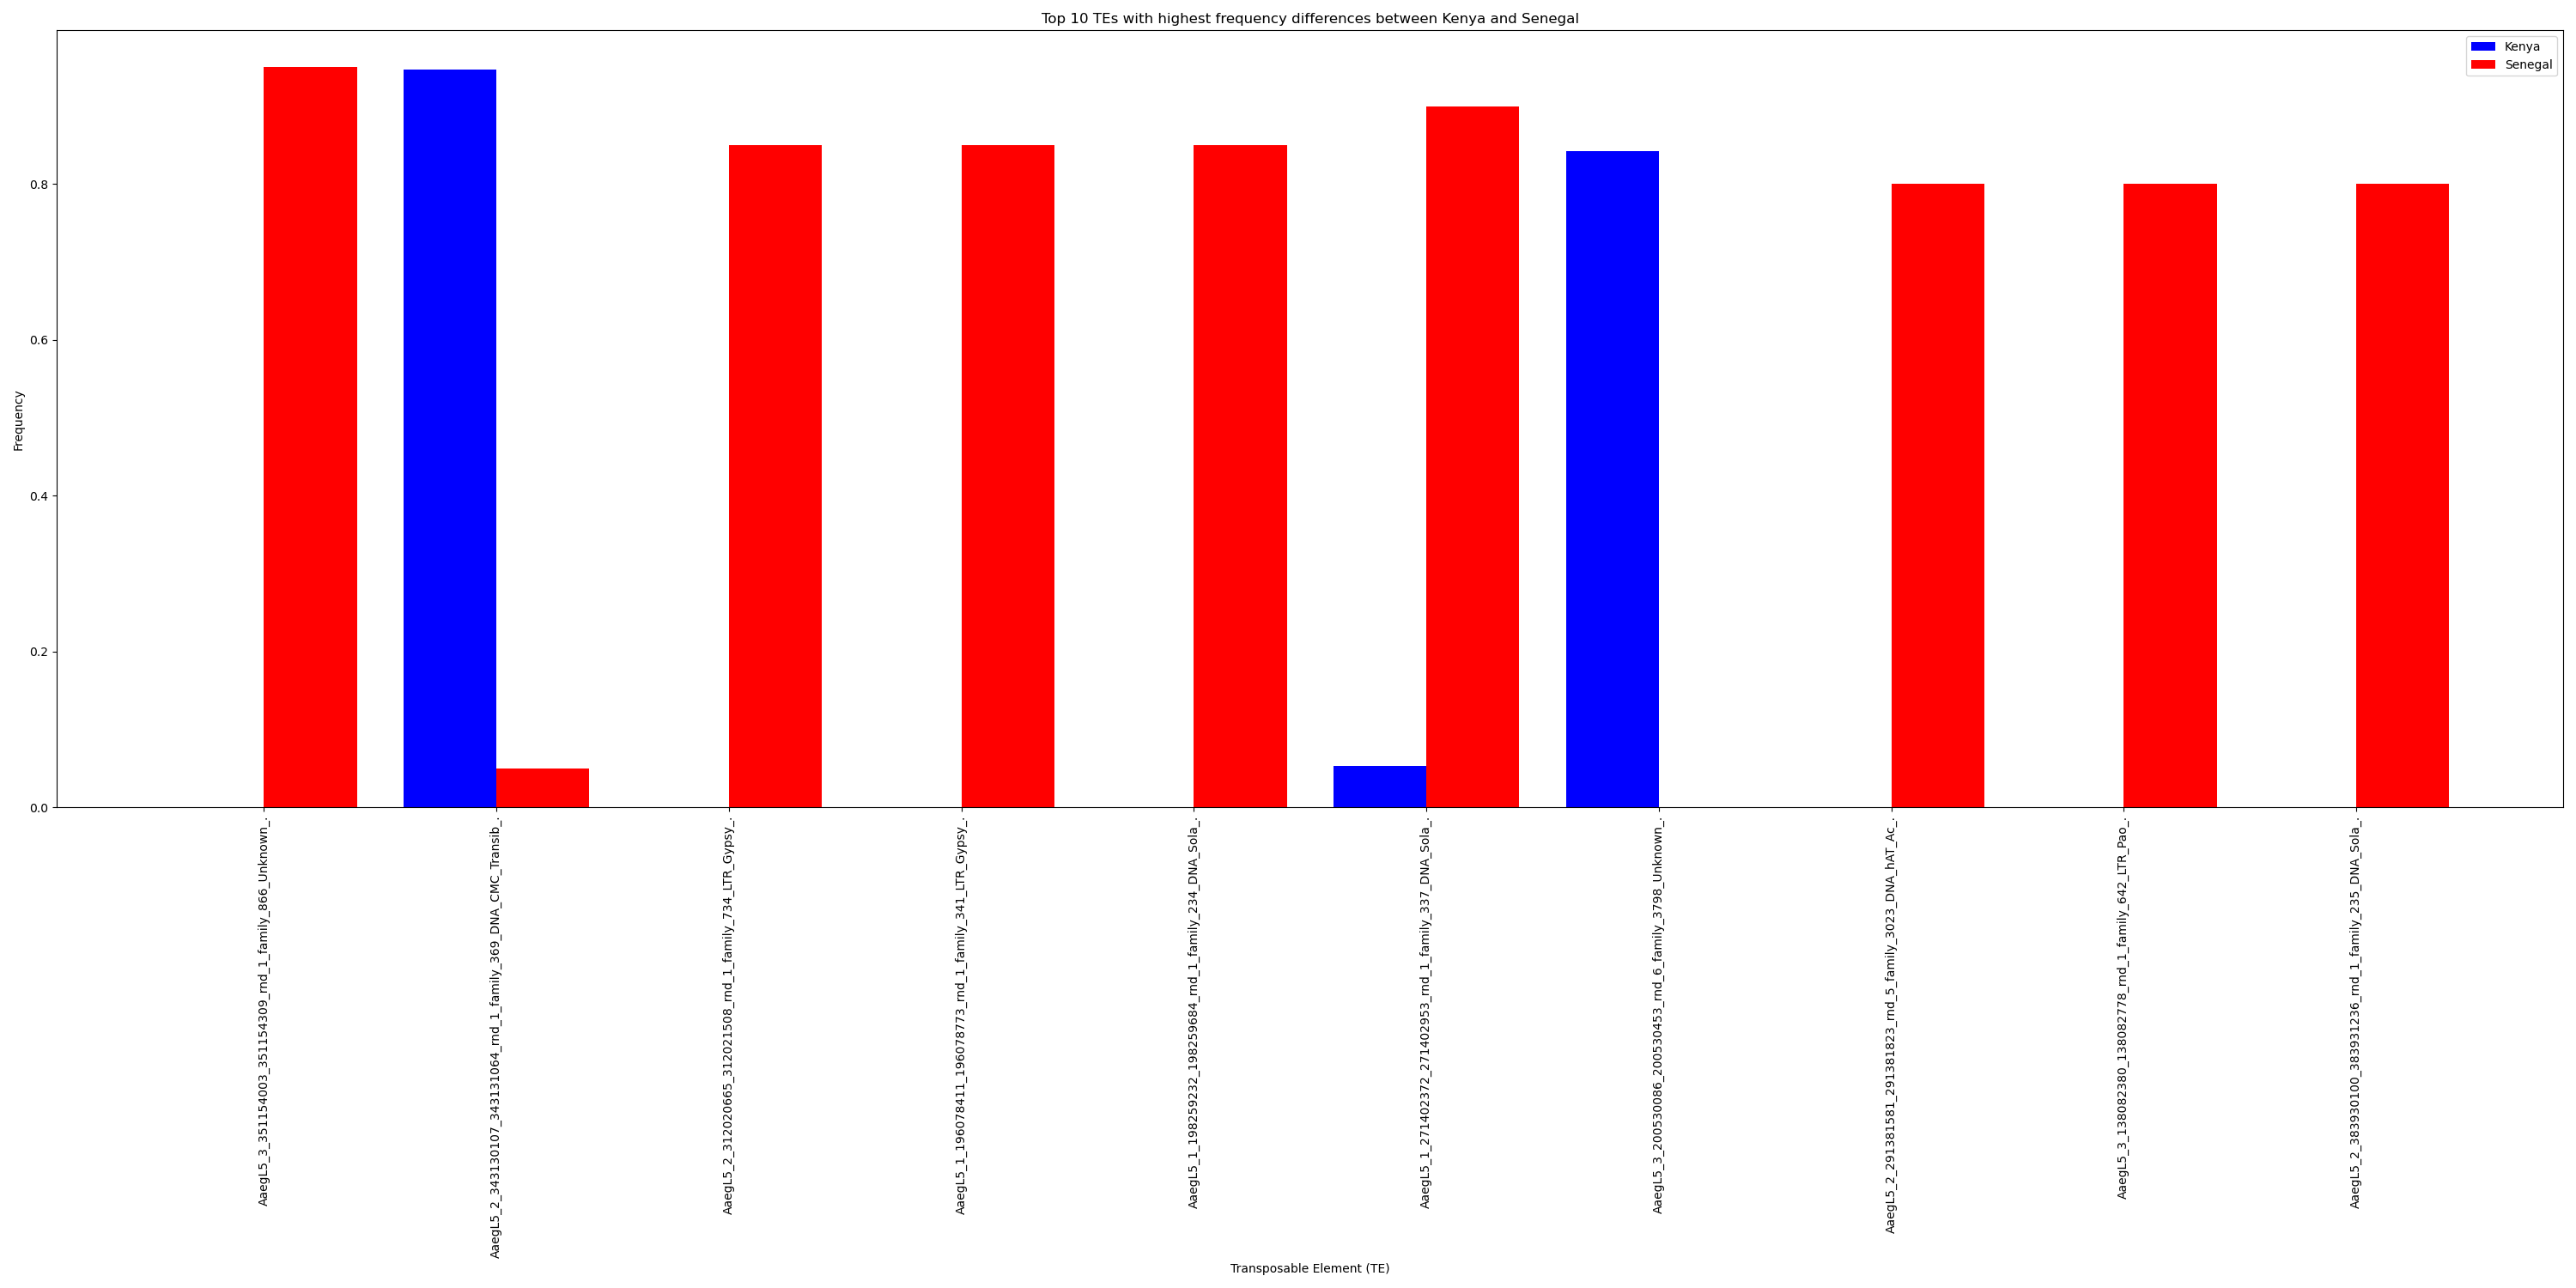 Top 10 TEs with highest frequency differences between Kenya and Senegal
Kenya
Senegal
Frequency
0.8
0.6
0.4
0.2
0.0
AaegL5_3_351154003_351154309_rnd_1_family_866_Unknown_.
AaegL5_2_343130107_343131064_rnd_1_family_369_DNA_CMC_Transib_.
AaegL5_2_312020665_312021508_rnd_1_family_734_LTR_Gypsy_.
AaegL5_1_196078411_196078773_rnd_1_family_341_LTR_Gypsy_.
AaegL5_1_198259232_198259684_rnd_1_family_234_DNA_Sola_.
AaegL5_1_271402372_271402953_rnd_1_family_337_DNA_Sola_.
AaegL5_3_200530086_200530453_rnd_6_family_3798_Unknown_.
AaegL5_2_291381581_291381823_rnd_5_family_3023_DNA_hAT_Ac_.
AaegL5_3_138082380_138082778_rnd_1_family_642_LTR_Pao_.
AaegL5_2_383930100_383931236_rnd_1_family_235_DNA_Sola_.
Transposable Element (TE)